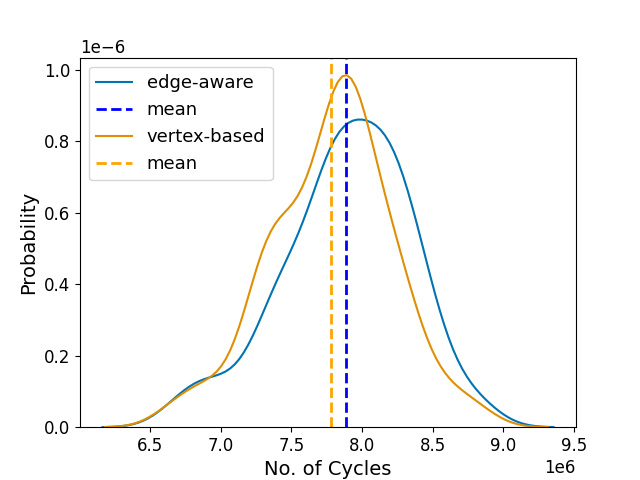 1e−6
1.0
0.8
0.6
0.4
0.2
0.0
Probability
edge-aware
mean
vertex-based
mean
6.5
7.0
7.5
8.0
8.5
9.0
9.5
No. of Cycles
1e6